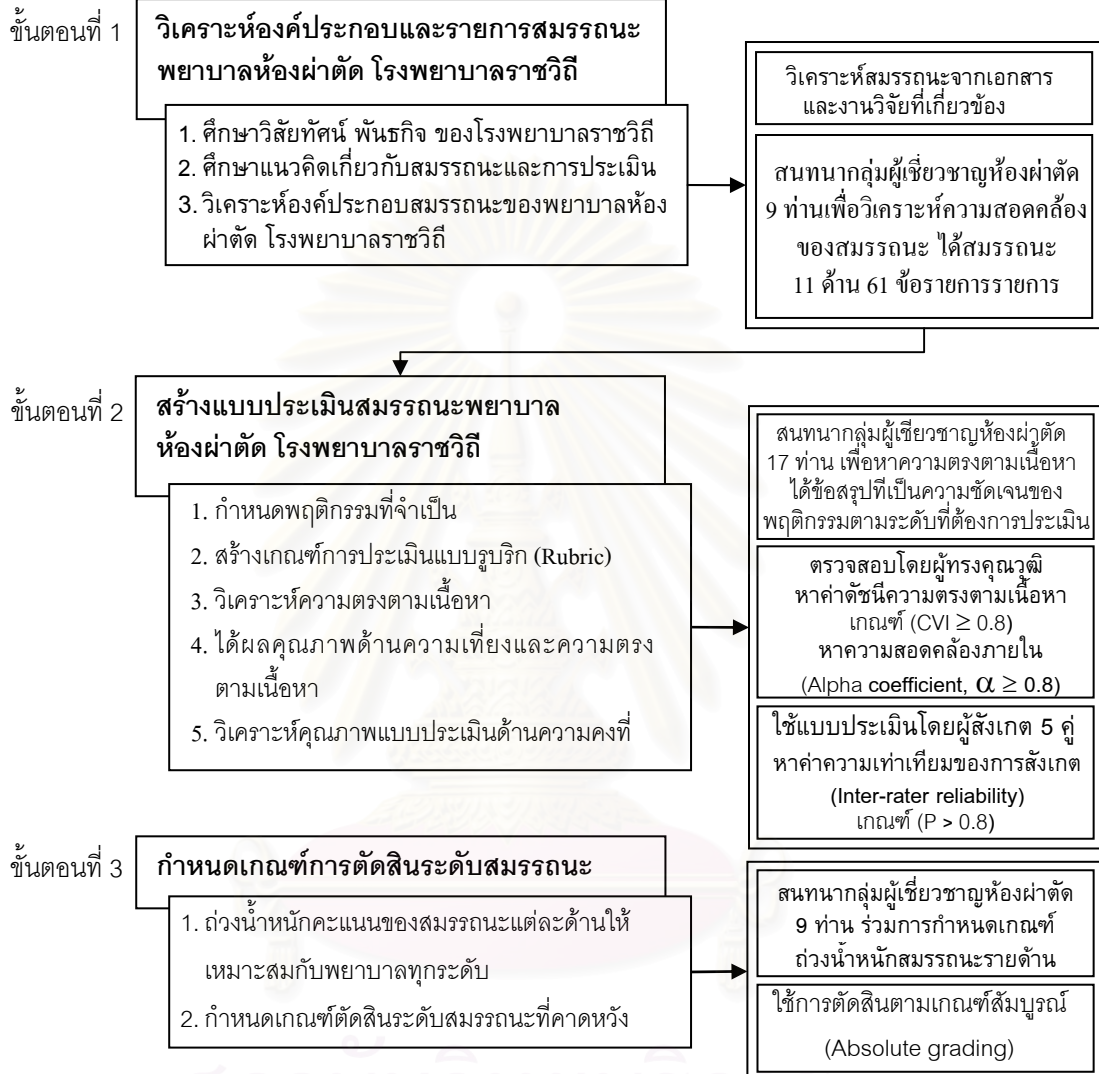 ขั้นตอนที่ 1
วิเคราะห์องค์ประกอบและรายการสมรรถนะ
พยาบาลห้องผ่าตัด โรงพยาบาลราชวิถี
1. ศึกษาวิสัยทัศน์ พันธกิจ ของโรงพยาบาลราชวิถี
2. ศึกษาแนวคิดเกี่ยวกับสมรรถนะและการประเมิน
3. วิเคราะห์องค์ประกอบสมรรถนะของพยาบาลห้อง
ผ่าตัด โรงพยาบาลราชวิถี
วิเคราะห์สมรรถนะจากเอกสาร
และงานวิจัยที่เกี่ยวข้อง
สนทนากลุ่มผู้เชี่ยวชาญห้องผ่าตัด
9 ท่านเพื่อวิเคราะห์ความสอดคล้อง
ของสมรรถนะ ได้สมรรถนะ
11 ด้าน 61 ข้อรายการรายการ
ขั้นตอนที่ 2
สร้างแบบประเมินสมรรถนะพยาบาล
ห้องผ่าตัด โรงพยาบาลราชวิถี
1. กำหนดพฤติกรรมที่จำเป็น
2. สร้างเกณฑ์การประเมินแบบรูบริก (Rubric)
3. วิเคราะห์ความตรงตามเนื้อหา
4. ได้ผลคุณภาพด้านความเที่ยงและความตรง
ตามเนื้อหา
5. วิเคราะห์คุณภาพแบบประเมินด้านความคงที่
สนทนากลุ่มผู้เชี่ยวชาญห้องผ่าตัด
17 ท่าน เพื่อหาความตรงตามเนื้อหา
ได้ข้อสรุปที่เป็นความชัดเจนของ
พฤติกรรมตามระดับที่ต้องการประเมิน
ตรวจสอบโดยผู้ทรงคุณวุฒิ
หาค่าดัชนีความตรงตามเนื้อหา
เกณฑ์ (CVI ≥ 0.8)
หาความสอดคล้องภายใน
(Alpha coefficient, α ≥ 0.8)
ใช้แบบประเมินโดยผู้สังเกต 5 คู่
หาค่าความเท่าเทียมของการสังเกต
(Inter-rater reliability)
เกณฑ์ (P > 0.8)
ขั้นตอนที่ 3
กำหนดเกณฑ์การตัดสินระดับสมรรถนะ
1. ถ่วงน้ำหนักคะแนนของสมรรถนะแต่ละด้านให้
เหมาะสมกับพยาบาลทุกระดับ
2. กำหนดเกณฑ์ตัดสินระดับสมรรถนะที่คาดหวัง
สนทนากลุ่มผู้เชี่ยวชาญห้องผ่าตัด
9 ท่าน ร่วมการกำหนดเกณฑ์
ถ่วงน้ำหนักสมรรถนะรายด้าน
ใช้การตัดสินตามเกณฑ์สัมบูรณ์
(Absolute grading)